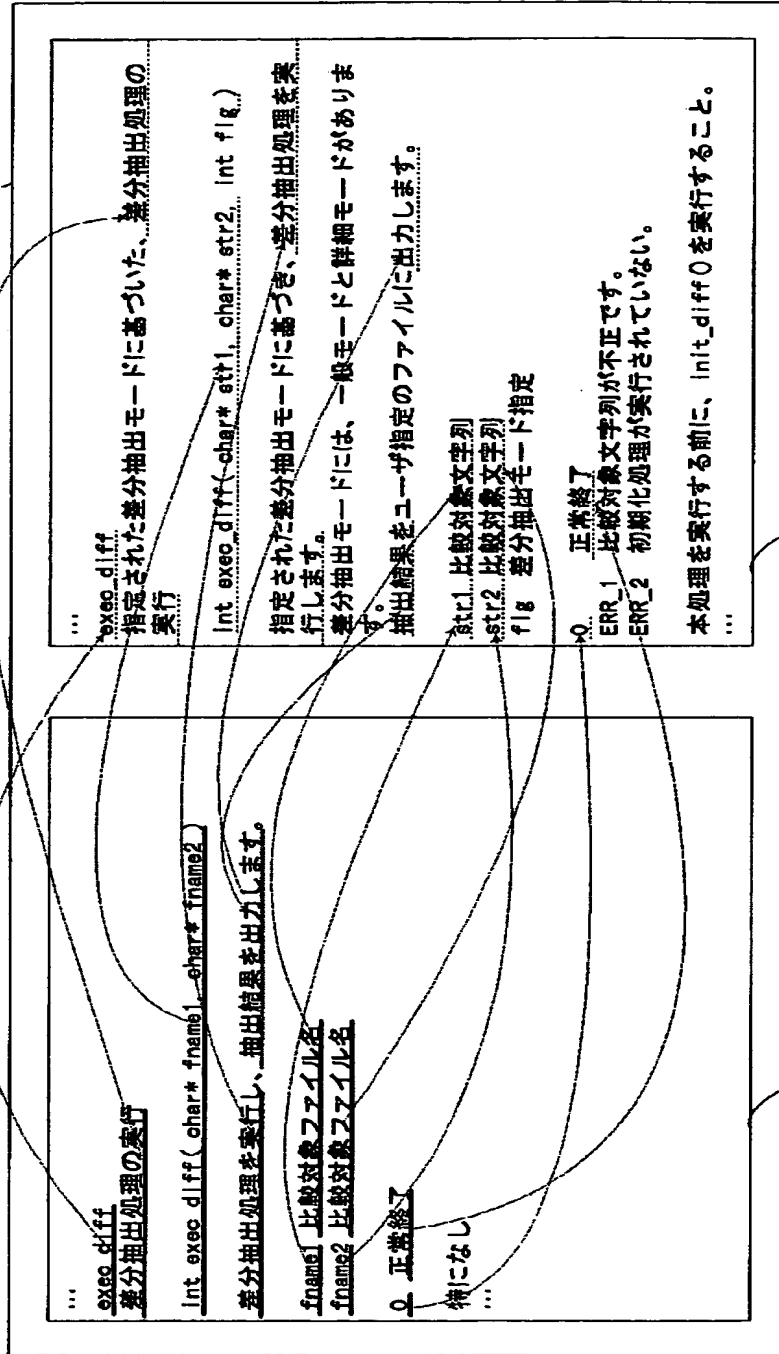 ...
exec_diff
差分抽出処理の実行
int exec_diff( char* fname1, char* fname2 )
差分抽出処理を実行し、抽出結果を出力します。
fname1 比較対象ファイル名
fname2 比較対象ファイル名
0 正常終了
特になし
...
...
exec_diff
指定された差分抽出モードに基づいた、差分抽出処理の
実行
int exec_diff( char* str1, char* str2, int flg )
指定された差分抽出モードに基づき、差分抽出処理を実
行します。
差分抽出モードには、一般モードと詳細モードがありま
す。
抽出結果をユーザ指定のファイルに出力します。
str1 比較対象文字列
str2 比較対象文字列
flg 差分抽出モード指定
0 正常終了
ERR_1 比較対象文字列が不正です。
ERR_2 初期化処理が実行されていない。
本処理を実行する前に、init_diff()を実行すること。
...